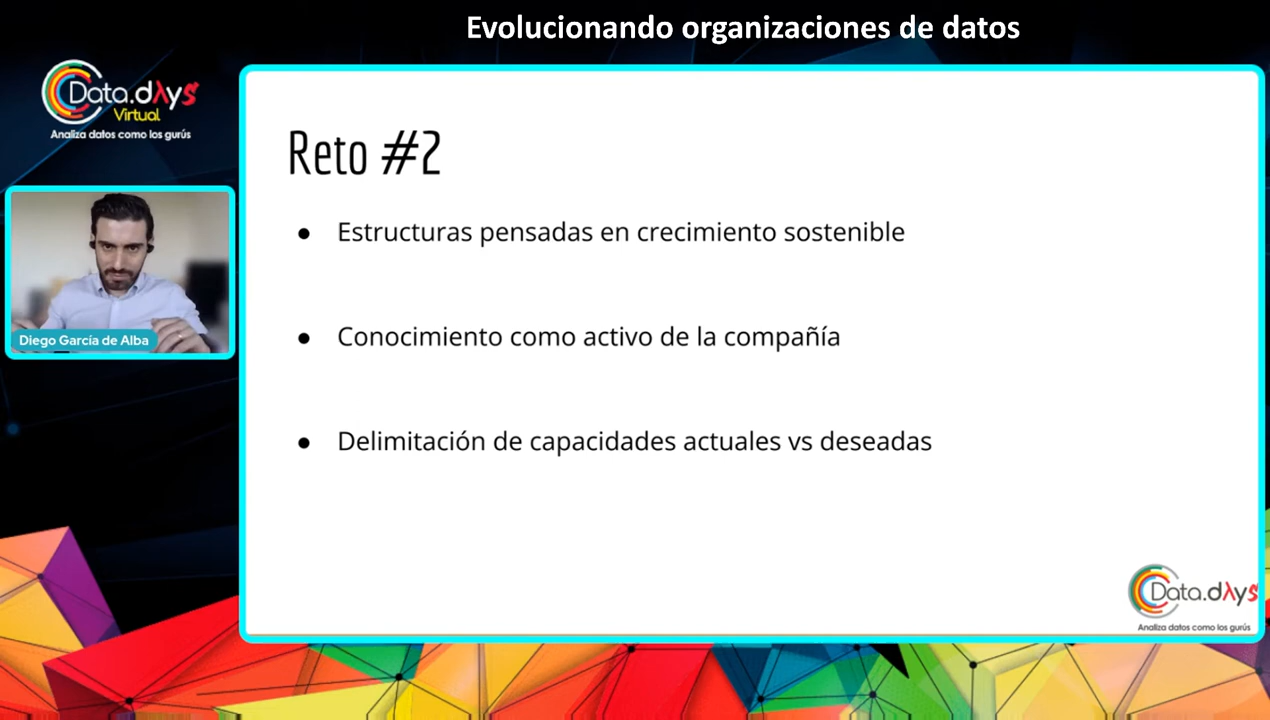 Evolucionando organizaciones de datos
Data.dλys
Virtual
Analiza datos como los gurús
Diego García de Alba
Reto #2
● Estructuras pensadas en crecimiento sostenible
● Conocimiento como activo de la compañía
● Delimitación de capacidades actuales vs deseadas
Data.dλys
Analiza datos como los gurús